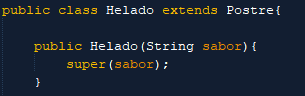 public class Helado extends Postre{
public Helado(String sabor){
super(sabor);
}